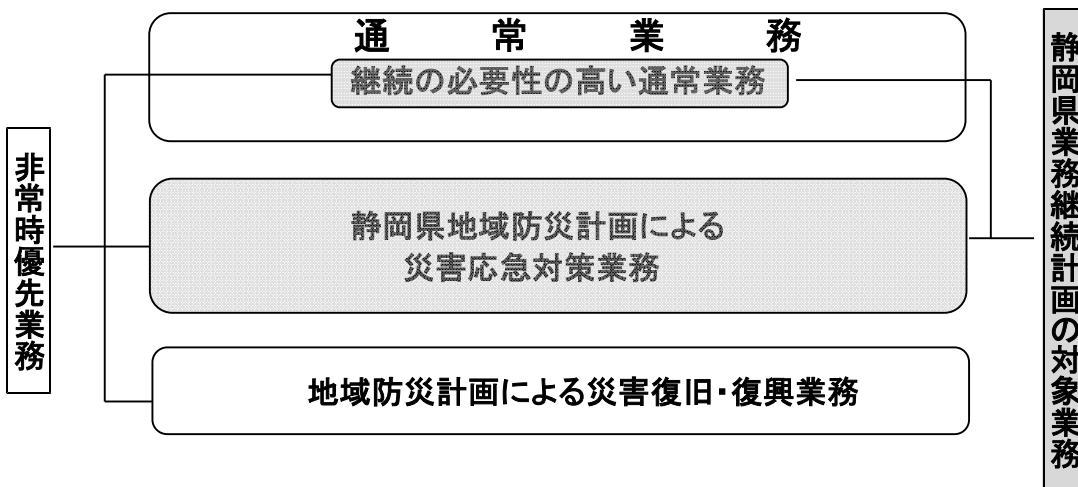 通常業務
継続の必要性の高い通常業務
非常時優先業務
静岡県地域防災計画による
災害応急対策業務
地域防災計画による災害復旧・復興業務
静岡県業務継続計画の対象業務